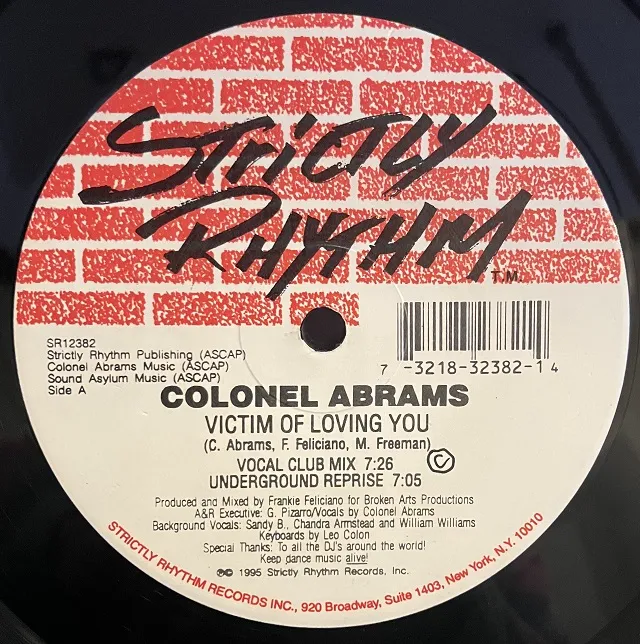 STRICTLY
RHYTHM
T.M.
SR12382
Strictly Rhythm Publishing (ASCAP)
Colonel Abrams Music (ASCAP)
Sound Asylum Music (ASCAP)
Side A
7 -3218-32382-1 4
COLONEL ABRAMS
VICTIM OF LOVING YOU
(C. Abrams, F. Feliciano, M. Freeman)
VOCAL CLUB MIX 7:26
UNDERGROUND REPRISE 7:05
C
Produced and Mixed by Frankie Feliciano for Broken Arts Productions
A&R Executive: G. Pizarro/Vocals by Colonel Abrams
Background Vocals: Sandy B., Chandra Armstead and William Williams
Keyboards by Leo Colon
Special Thanks: To all the DJ's around the world!
Keep dance music alive!
℗© 1995 Strictly Rhythm Records, Inc.
STRICTLY RHYTHM RECORDS INC., 920 Broadway, Suite 1403, New York, N.Y. 10010